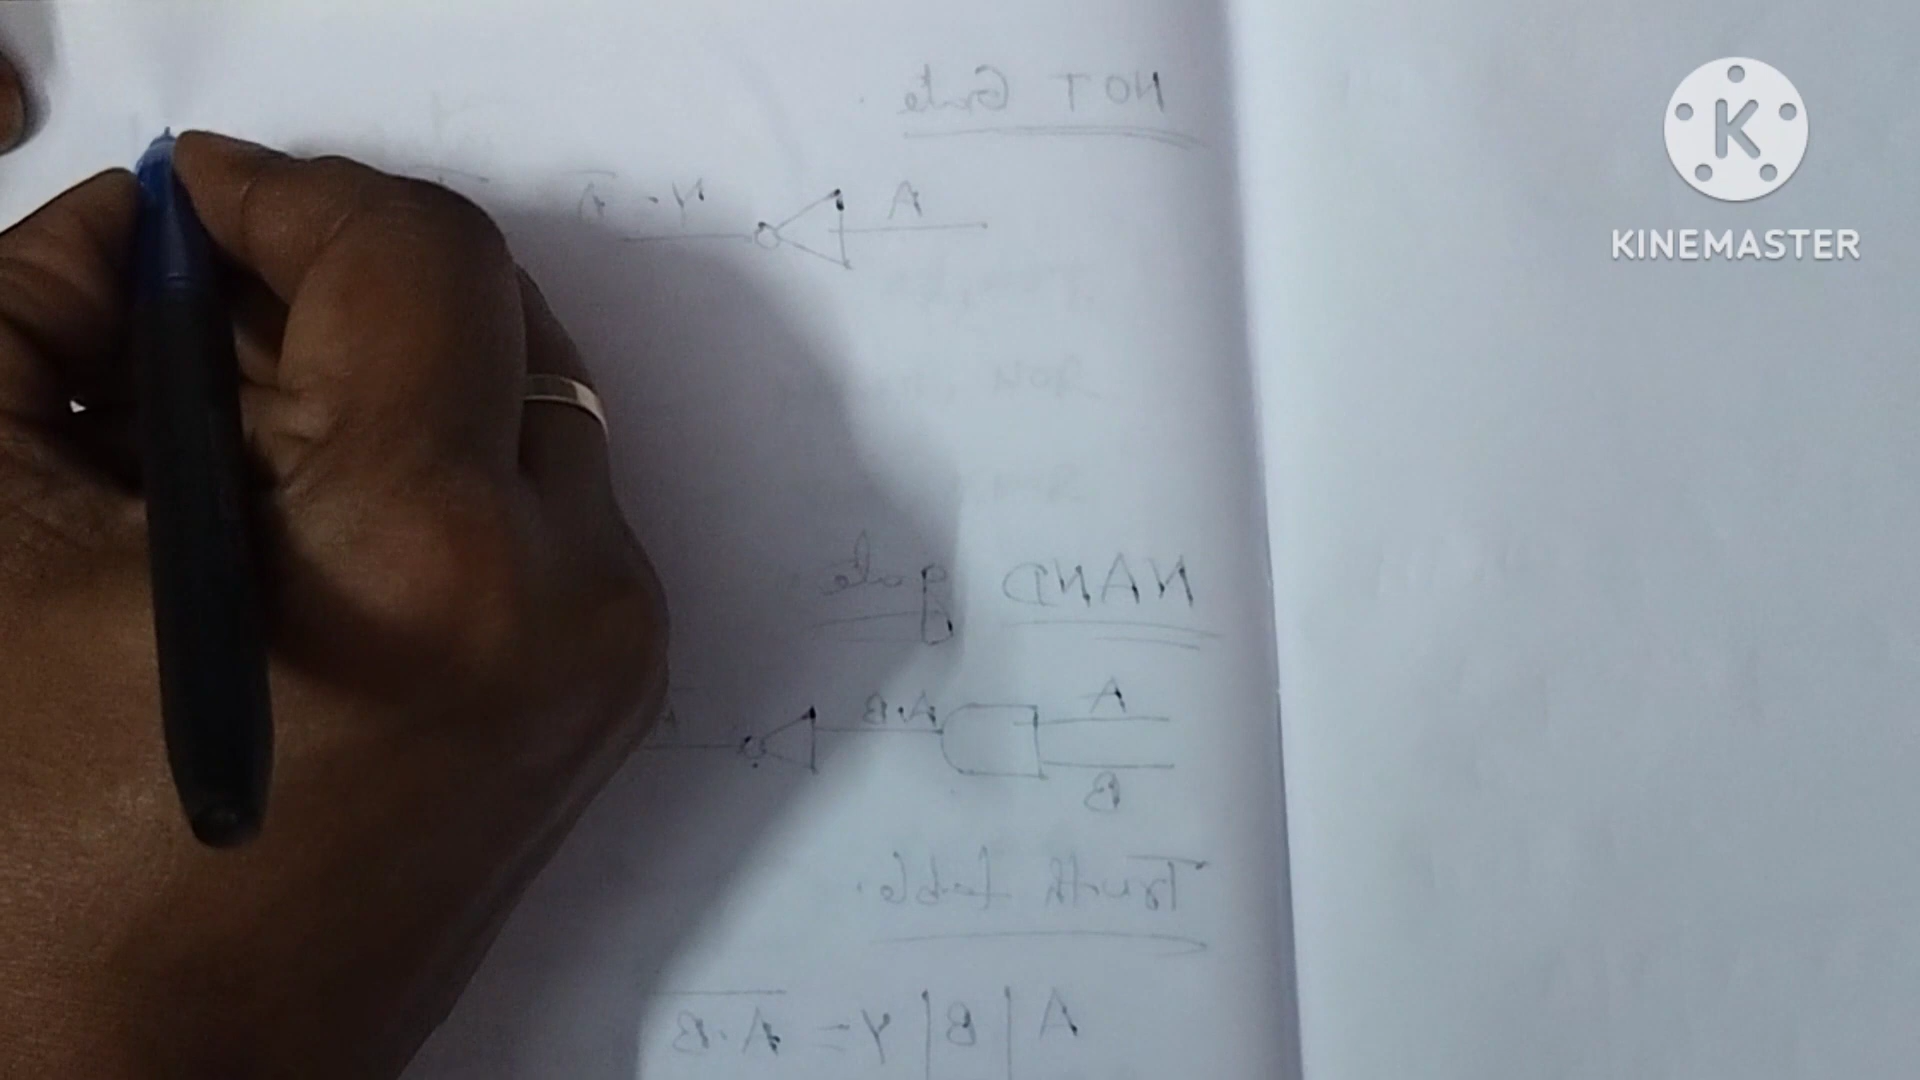 NOT Gate.
A Y = A̅
NAND gate
A A.B
B
Truth table.
A | B | Y = A̅.̅B̅
K
KINEMASTER